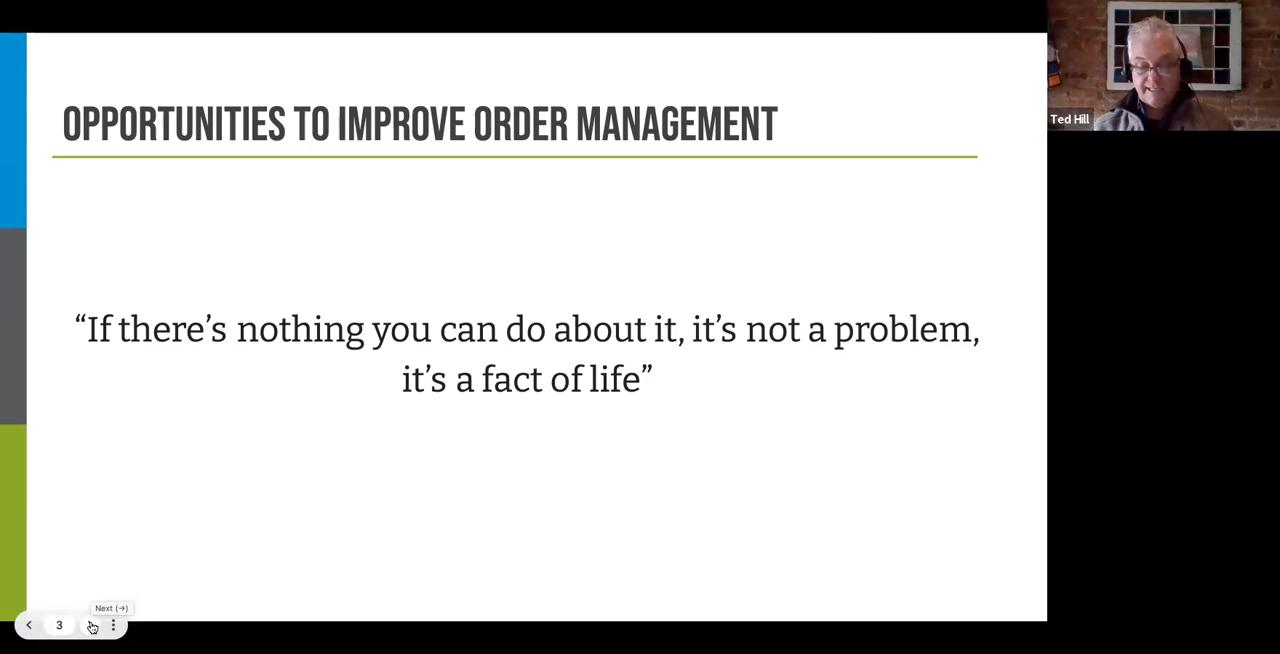 OPPORTUNITIES TO IMPROVE ORDER MANAGEMENT
Ted Hill
“If there’s nothing you can do about it, it’s not a problem,
it’s a fact of life”
Next (→)
3